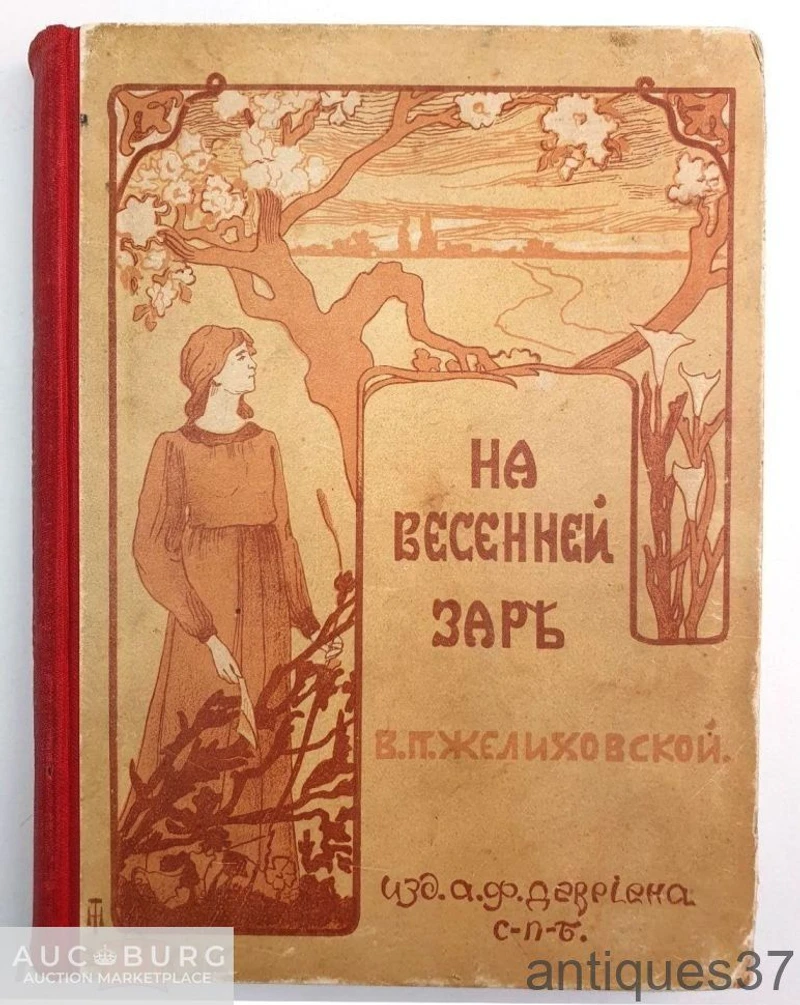 НА
ВЕСЕННЕЙ
ЗАРѢ
В.П.ЖЕЛИХОВСКОЙ.
изд. а. ф. девріена
с-п-б.
AUCBURG
AUCTION MARKETPLACE
antiques37